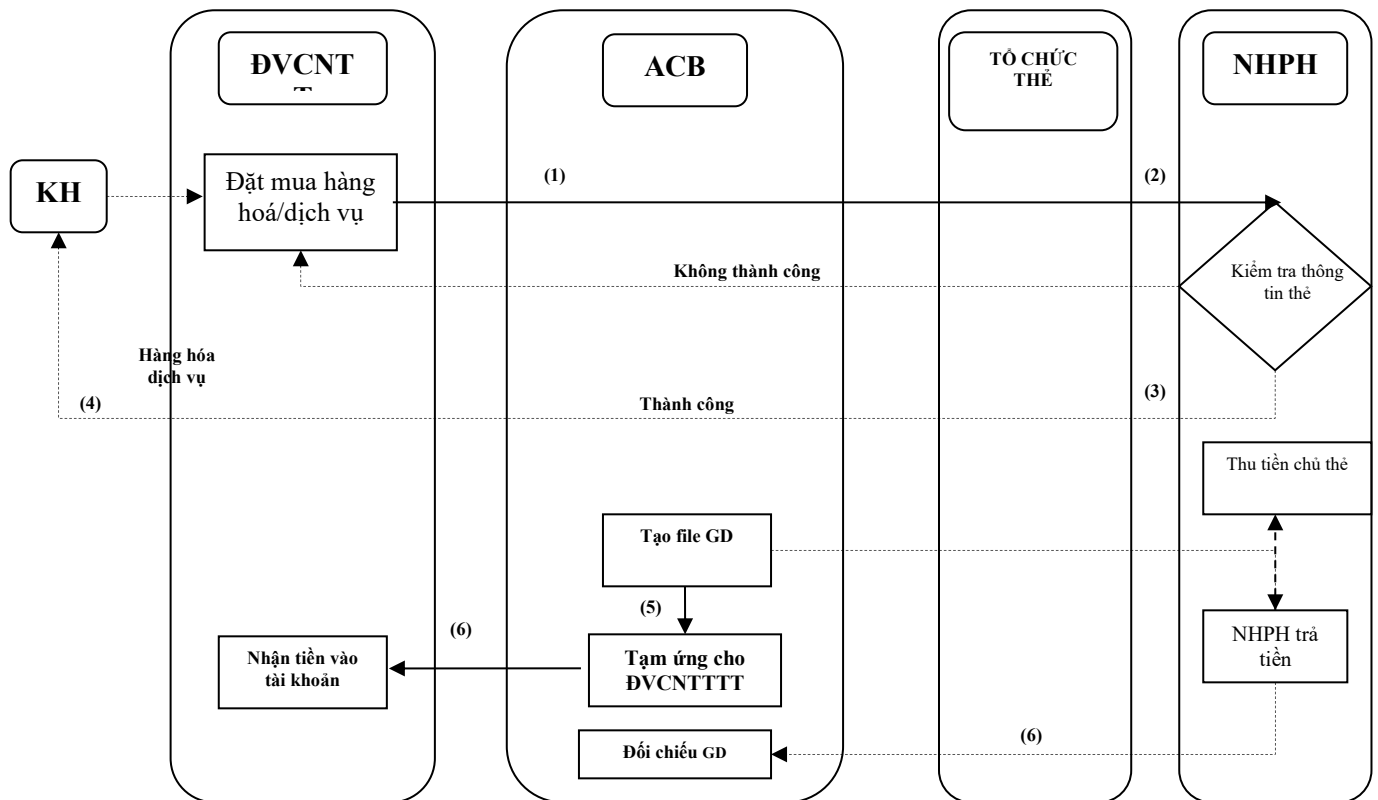 ĐVCNT
T
ACB
TỔ CHỨC
THẺ
NHPH
KH
Đặt mua hàng
hoá/dịch vụ
(1)
(2)
Không thành công
Kiểm tra thông
tin thẻ
Hàng hóa
dịch vụ
(4)
Thành công
(3)
Thu tiền chủ thẻ
Tạo file GD
(5)
(6)
Nhận tiền vào
tài khoản
Tạm ứng cho
ĐVCNTTTT
NHPH trả
tiền
Đối chiếu GD
(6)